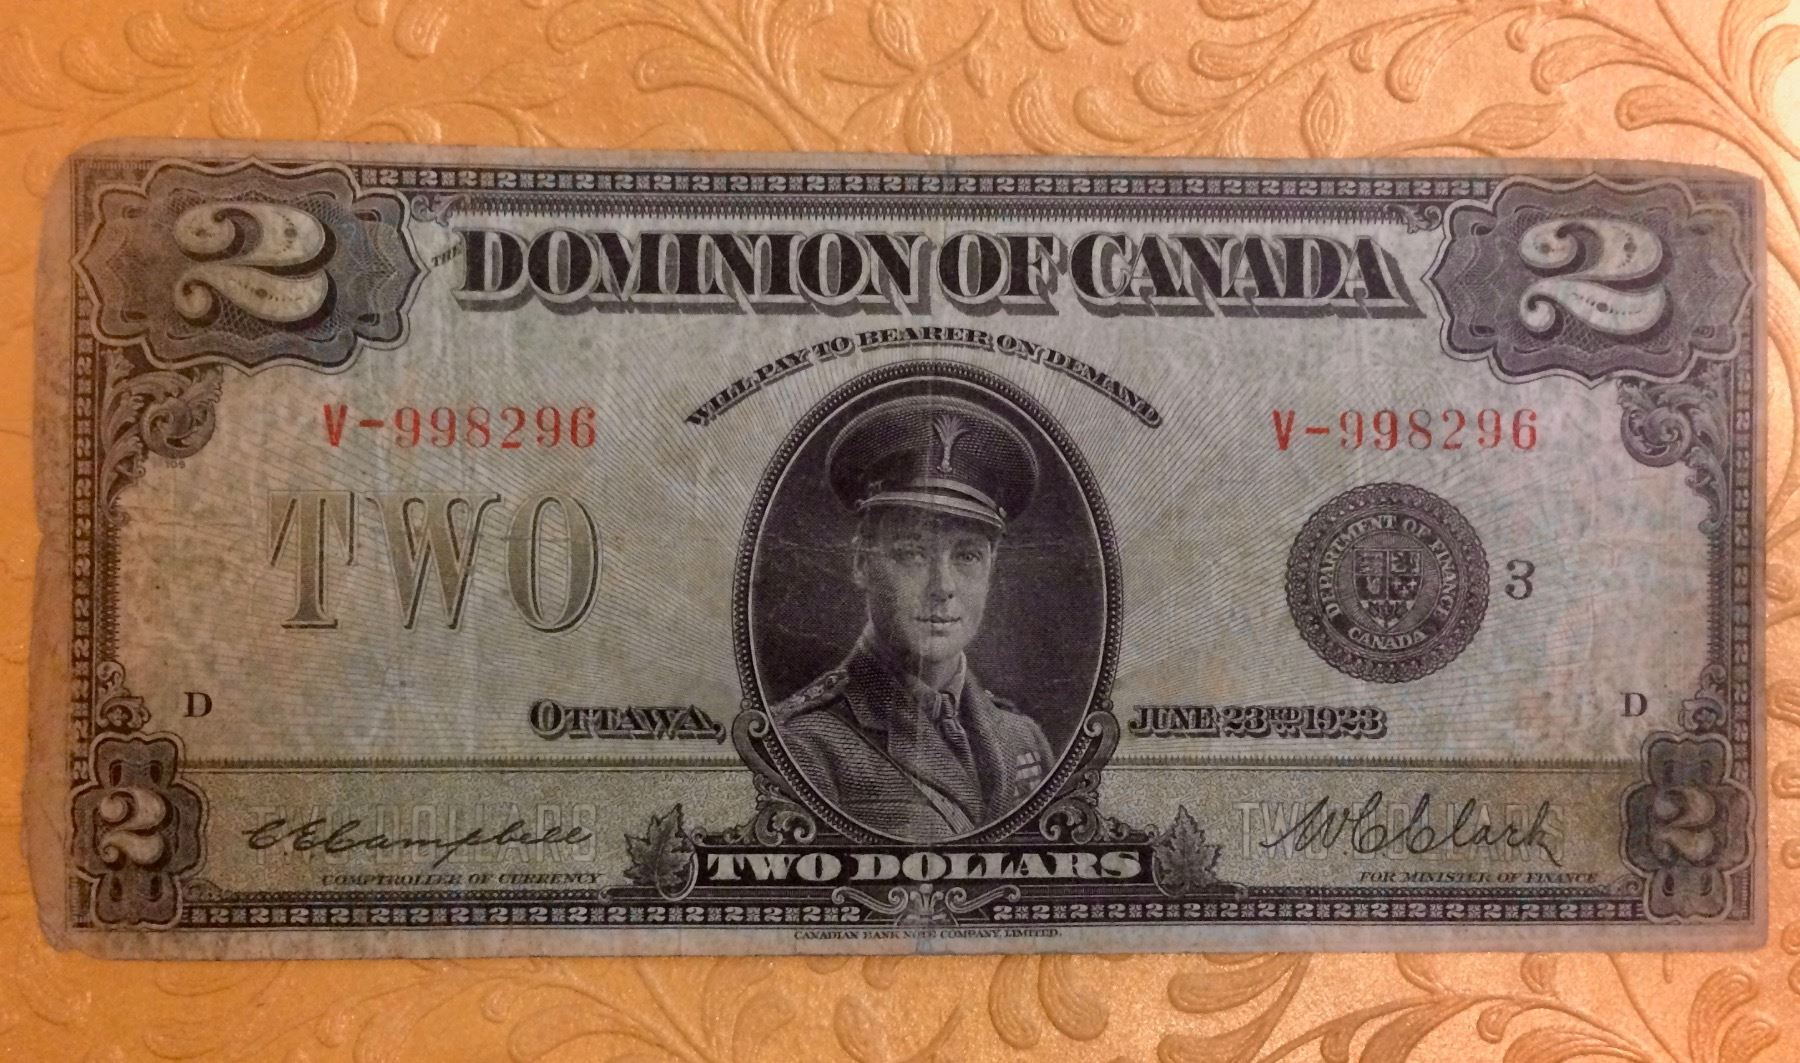 2 2
THE DOMINION OF CANADA
WILL PAY TO BEARER ON DEMAND
V-998296 V-998296
TWO
DEPARTMENT OF FINANCE
CANADA
3
D D
OTTAWA, JUNE 23RD 1923
TWO DOLLARS TWO DOLLARS
C E Campbell W C Clark
2 TWO DOLLARS 2
COMPTROLLER OF CURRENCY FOR MINISTER OF FINANCE
CANADIAN BANK NOTE COMPANY, LIMITED.